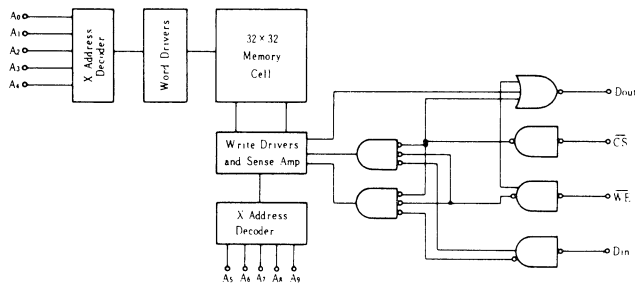 A0
A1
A2
A3
A4
X Address
Decoder
Word Drivers
32×32
Memory
Cell
Write Drivers
and Sense Amp
X Address
Decoder
A5 A6 A7 A8 A9
Dout
CS
WE
Din